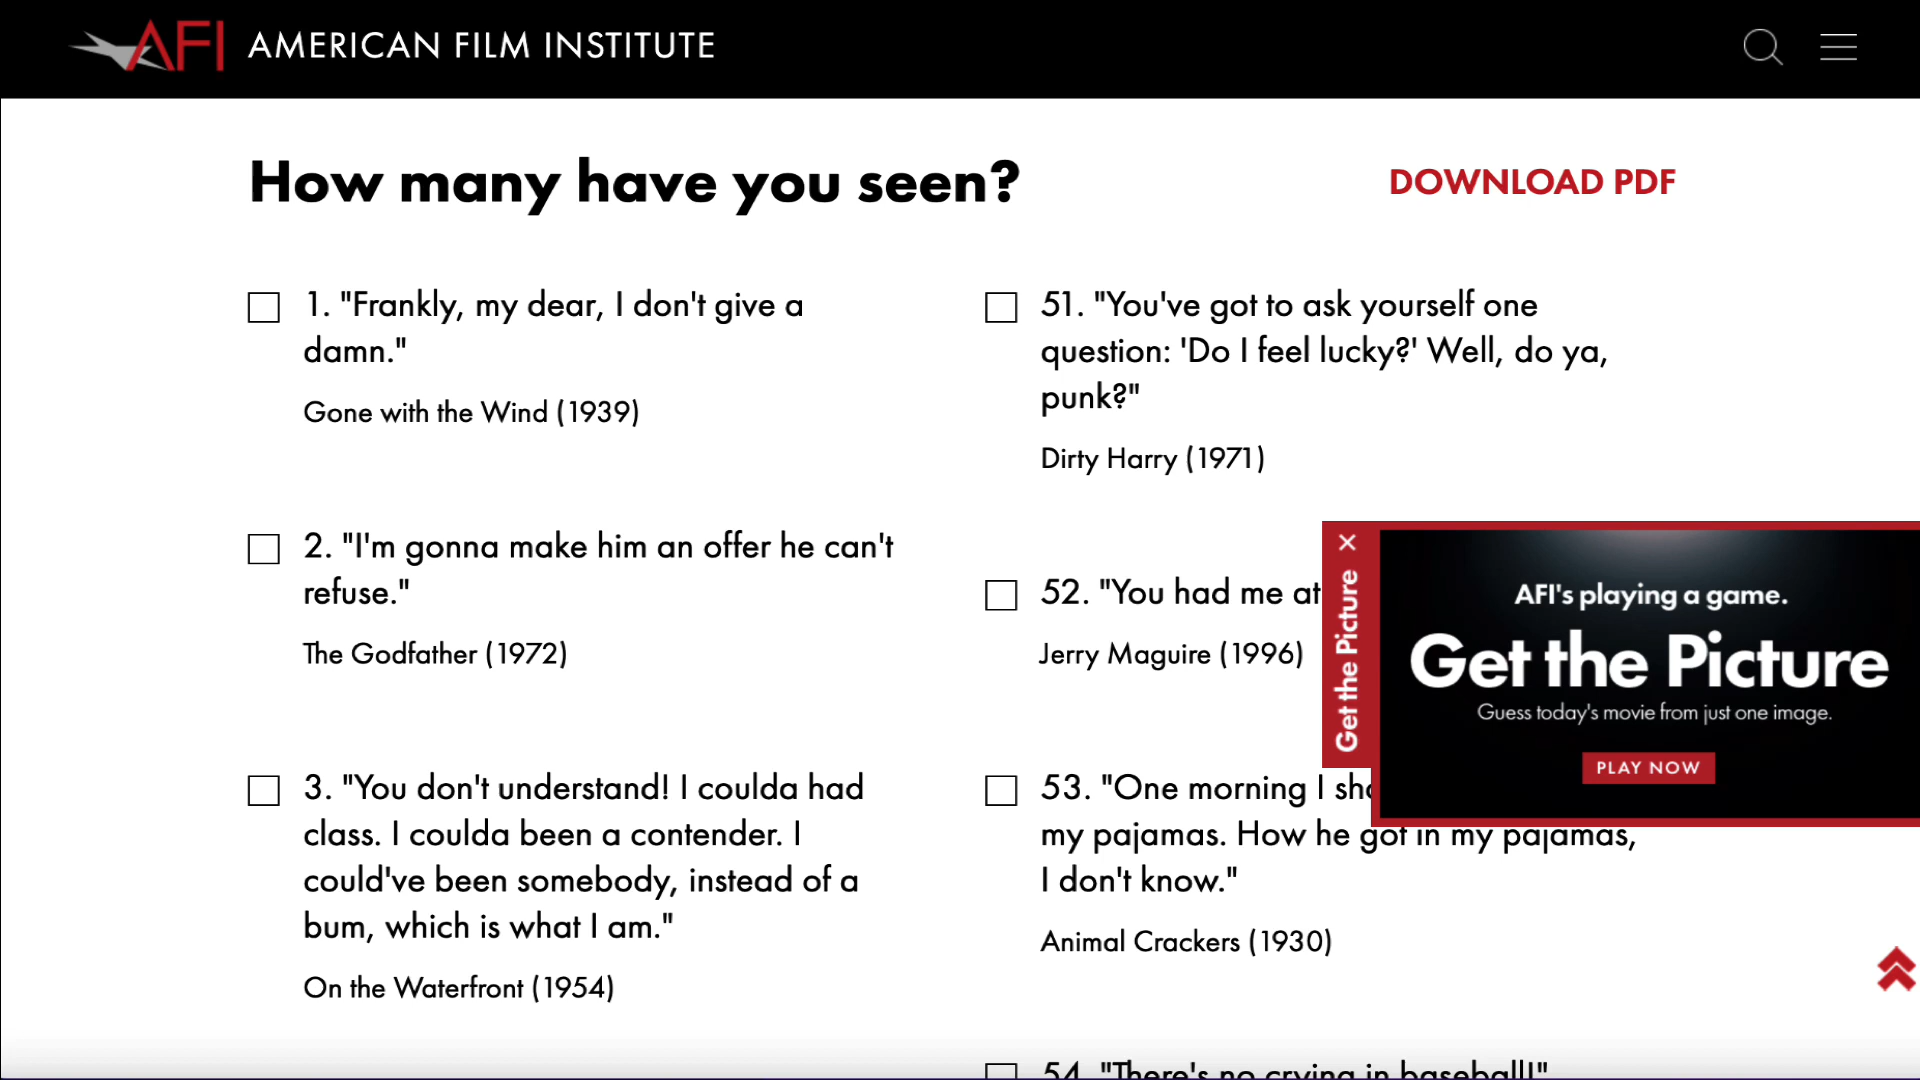 AFI AMERICAN FILM INSTITUTE
How many have you seen?
DOWNLOAD PDF
1. "Frankly, my dear, I don't give a
damn."
Gone with the Wind (1939)
2. "I'm gonna make him an offer he can't
refuse."
The Godfather (1972)
3. "You don't understand! I coulda had
class. I coulda been a contender. I
could've been somebody, instead of a
bum, which is what I am."
On the Waterfront (1954)
51. "You've got to ask yourself one
question: 'Do I feel lucky?' Well, do ya,
punk?"
Dirty Harry (1971)
52. "You had me at
Jerry Maguire (1996)
53. "One morning I
my pajamas. How he got in my pajamas,
I don't know."
Animal Crackers (1930)
54. "There's no crying in baseball!"
Get the Picture
AFI's playing a game.
Get the Picture
Guess today's movie from just one image.
PLAY NOW